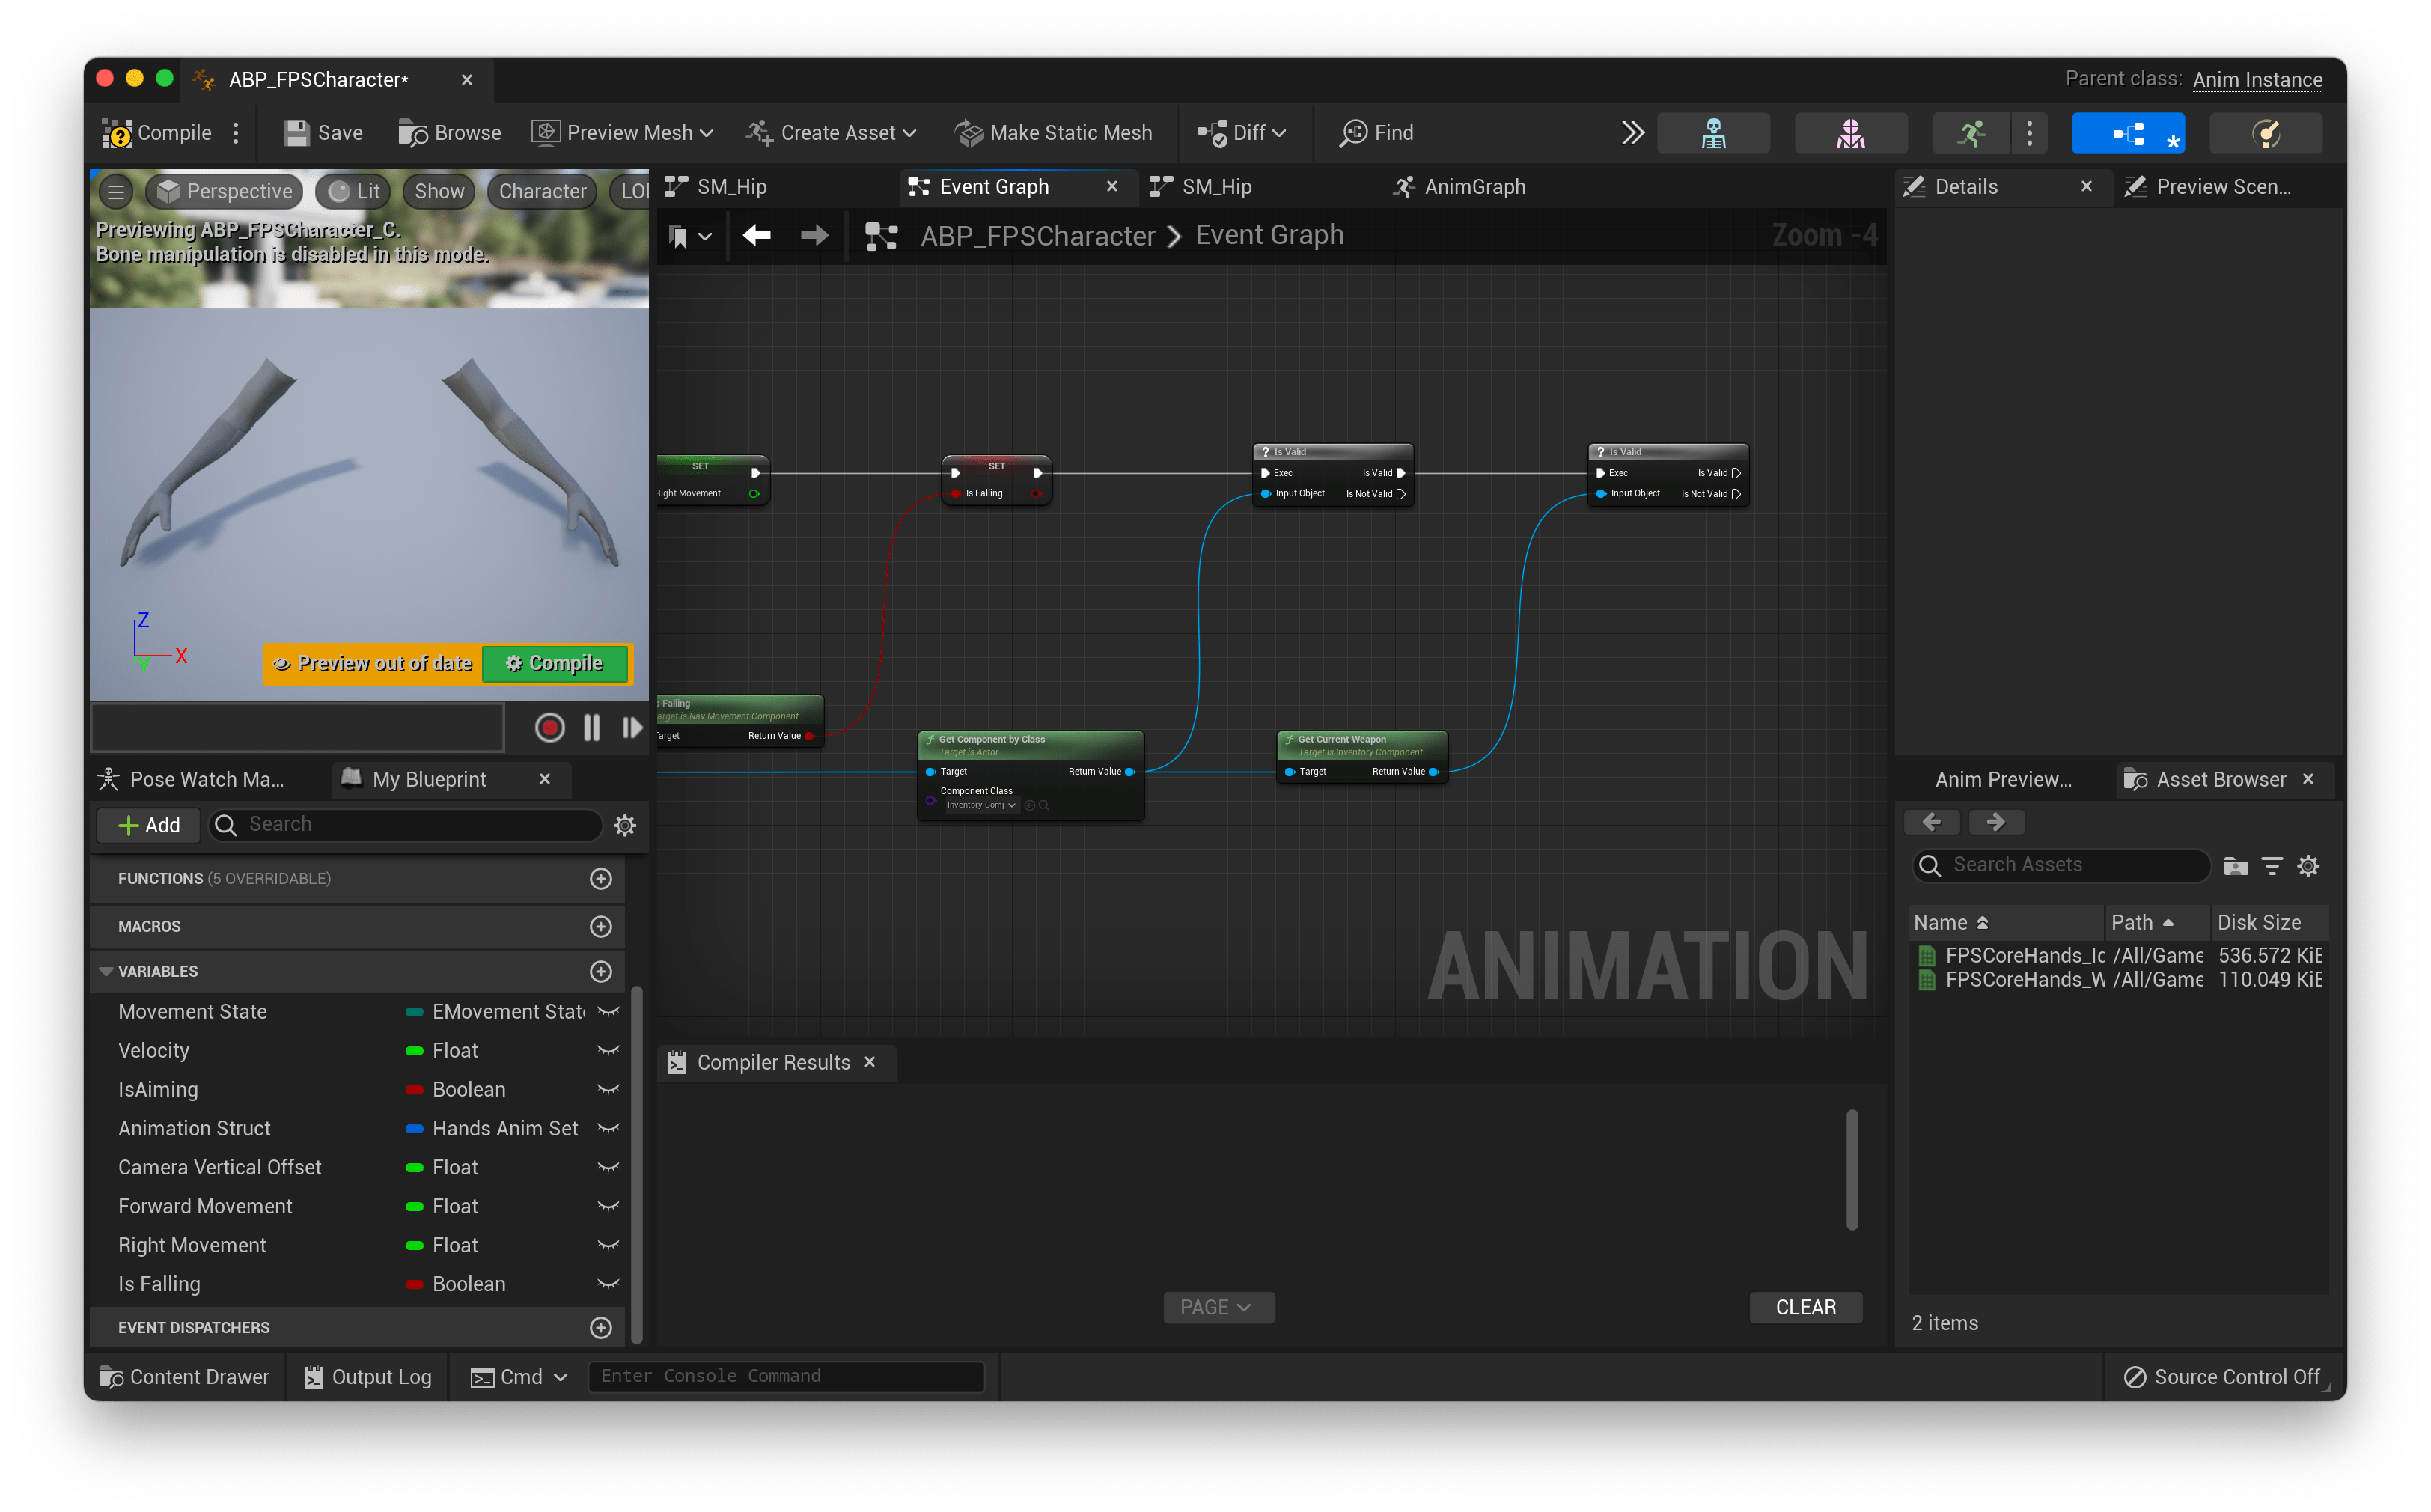 ABP_FPSCharacter*
Parent class: Anim Instance
Compile
Save
Browse
Preview Mesh
Create Asset
Make Static Mesh
Diff
Find
Perspective
Lit
Show
Character
Previewing ABP_FPSCharacter_C.
Bone manipulation is disabled in this mode.
Z
X
Y
Preview out of date
Compile
SM_Hip
Event Graph
SM_Hip
AnimGraph
ABP_FPSCharacter
Event Graph
Zoom -4
SET
Right Movement
SET
Is Falling
Is Valid
Exec
Is Valid
Input Object
Is Not Valid
Is Valid
Exec
Is Valid
Input Object
Is Not Valid
s Falling
arget is Nav Movement Component
arget
Return Value
Get Component by Class
Target is Actor
Target
Return Value
Component Class
Inventory Comp
Get Current Weapon
Target is Inventory Component
Target
Return Value
ANIMATION
Details
Preview Scen...
Pose Watch Ma...
My Blueprint
Add
Search
FUNCTIONS (5 OVERRIDABLE)
MACROS
VARIABLES
Movement State
EMovement Stat
Velocity
Float
IsAiming
Boolean
Animation Struct
Hands Anim Set
Camera Vertical Offset
Float
Forward Movement
Float
Right Movement
Float
Is Falling
Boolean
EVENT DISPATCHERS
Compiler Results
PAGE
CLEAR
Anim Preview...
Asset Browser
Search Assets
Name
Path
Disk Size
FPSCoreHands_Id
/All/Game
536.572 KiB
FPSCoreHands_W
/All/Game
110.049 KiB
2 items
Content Drawer
Output Log
Cmd
Enter Console Command
Source Control Off